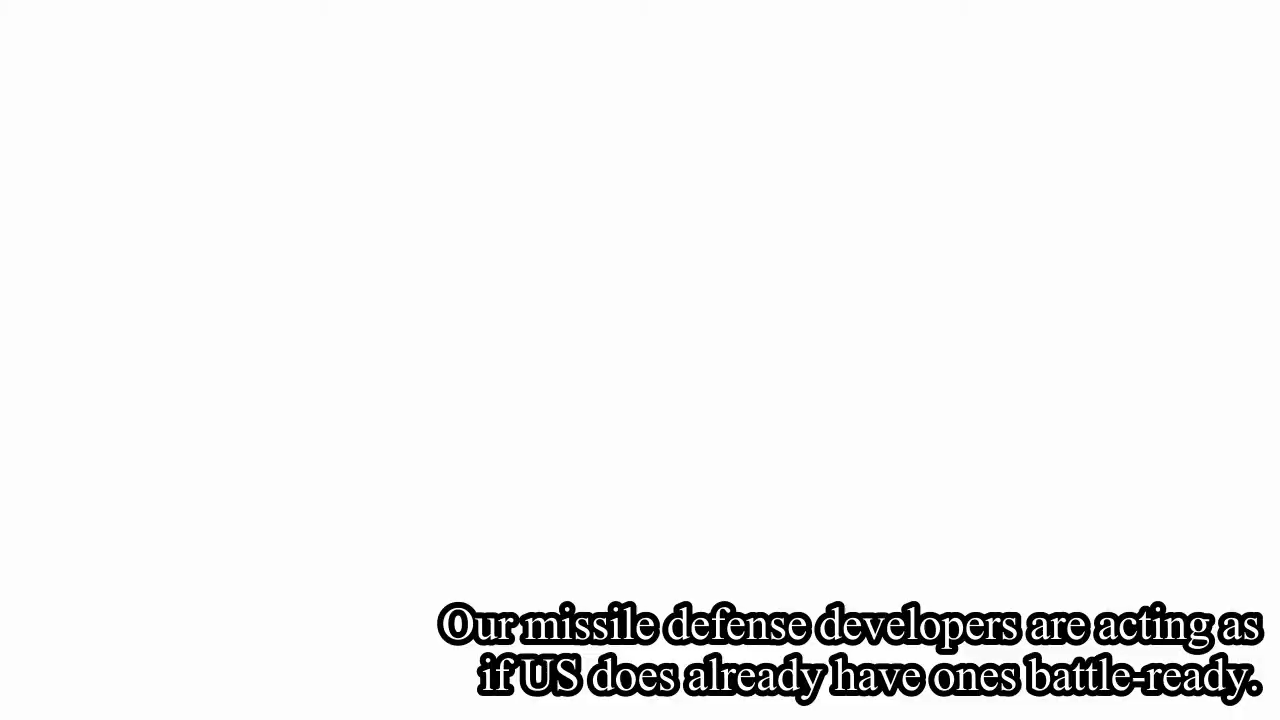 Our missile defense developers are acting as
if US does already have ones battle-ready.